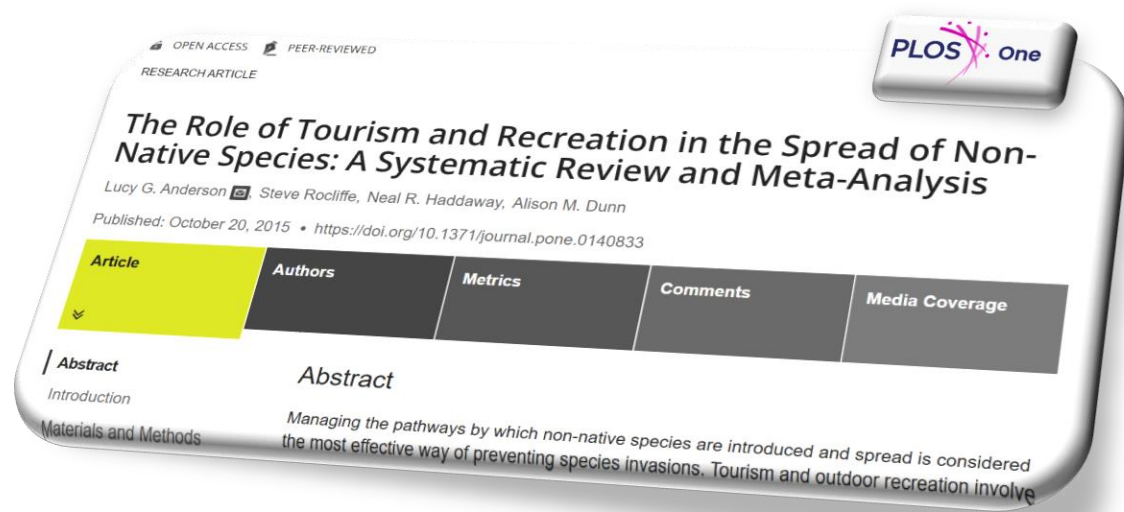 PLOS One
OPEN ACCESS PEER-REVIEWED
RESEARCH ARTICLE
The Role of Tourism and Recreation in the Spread of Non-
Native Species: A Systematic Review and Meta-Analysis
Lucy G. Anderson, Steve Rocliffe, Neal R. Haddaway, Alison M. Dunn
Published: October 20, 2015 • https://doi.org/10.1371/journal.pone.0140833
Article
Authors
Metrics
Comments
Media Coverage
Abstract
Introduction
Materials and Methods
Abstract
Managing the pathways by which non-native species are introduced and spread is considered
the most effective way of preventing species invasions. Tourism and outdoor recreation involve